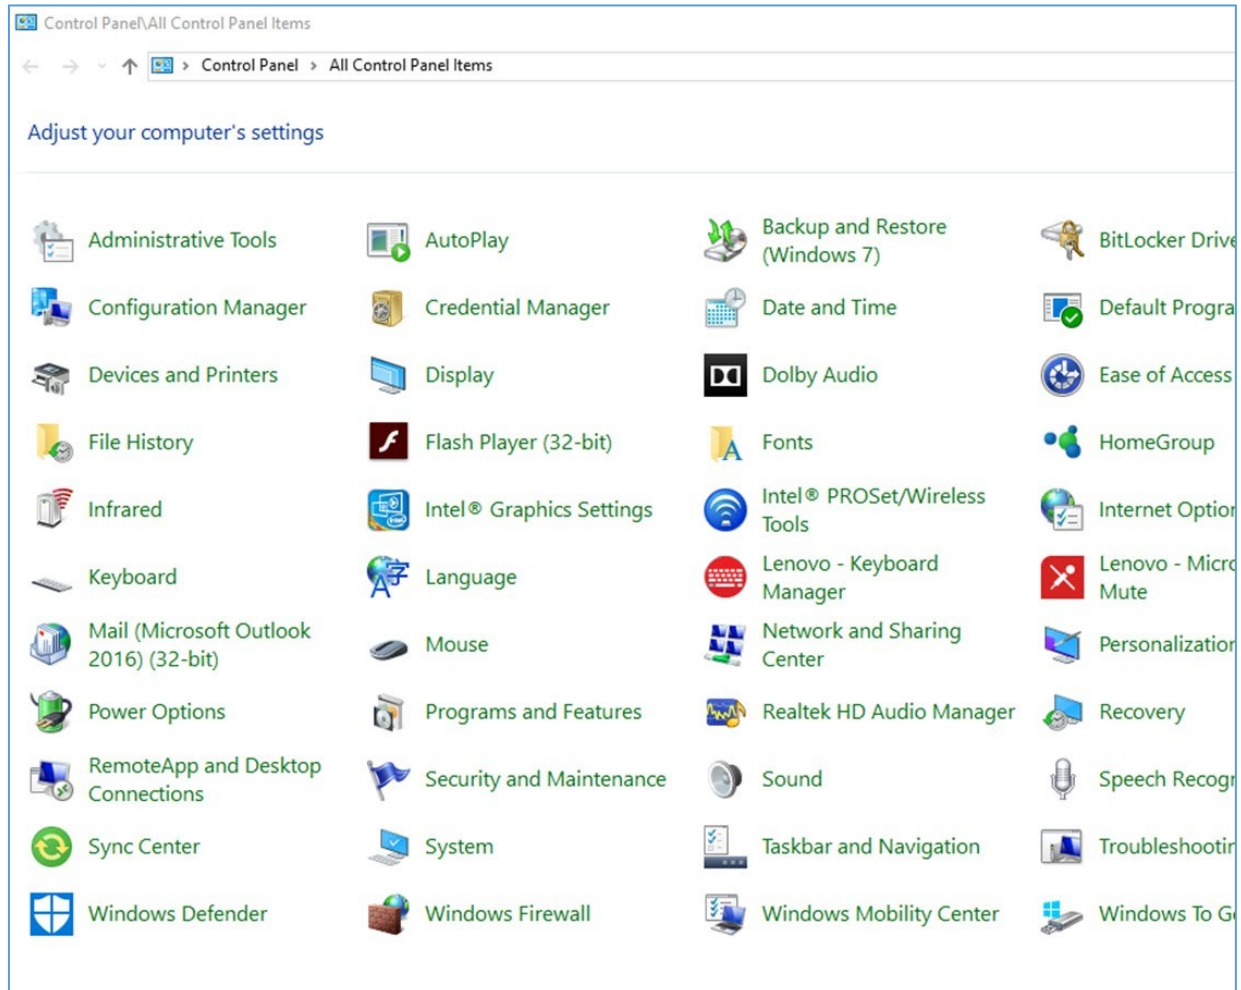 Control Panel\All Control Panel Items
Control Panel > All Control Panel Items
Adjust your computer's settings
Administrative Tools
AutoPlay
Backup and Restore
(Windows 7)
BitLocker Drive
Configuration Manager
Credential Manager
Date and Time
Default Progra
Devices and Printers
Display
Dolby Audio
Ease of Access
File History
Flash Player (32-bit)
Fonts
HomeGroup
Infrared
Intel® Graphics Settings
Intel® PROSet/Wireless
Tools
Internet Option
Keyboard
Language
Lenovo - Keyboard
Manager
Lenovo - Micro
Mute
Mail (Microsoft Outlook
2016) (32-bit)
Mouse
Network and Sharing
Center
Personalization
Power Options
Programs and Features
Realtek HD Audio Manager
Recovery
RemoteApp and Desktop
Connections
Security and Maintenance
Sound
Speech Recogn
Sync Center
System
Taskbar and Navigation
Troubleshootin
Windows Defender
Windows Firewall
Windows Mobility Center
Windows To G